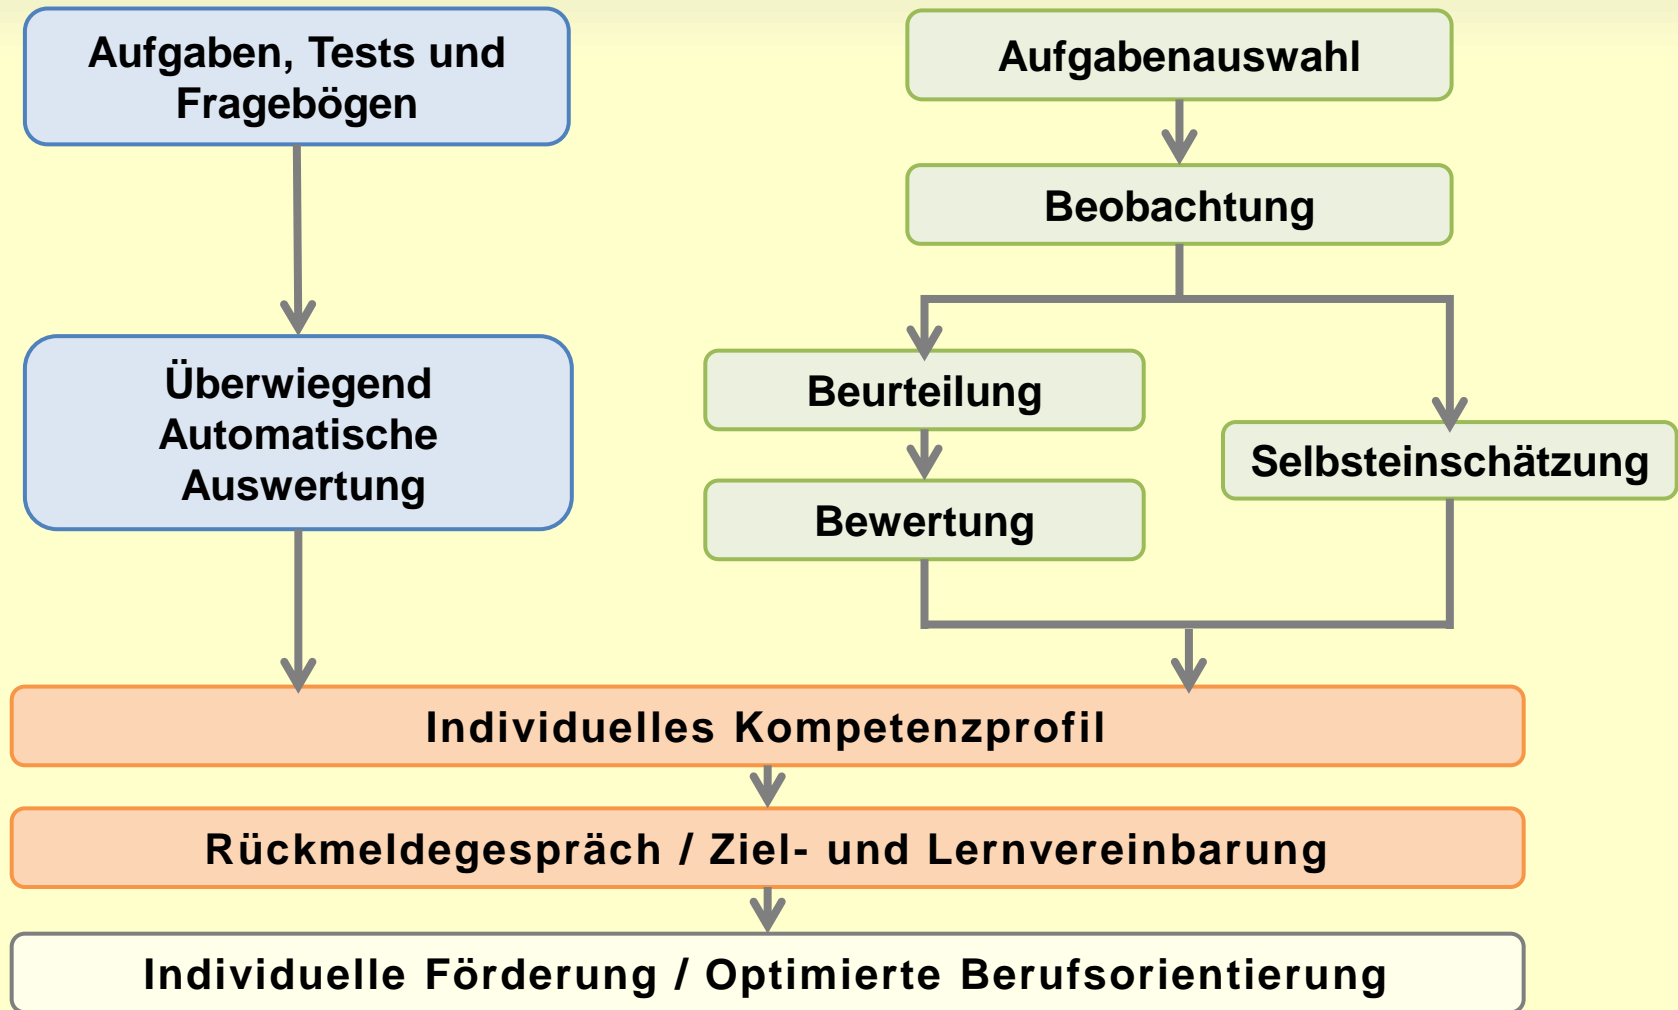 Aufgaben, Tests und
Fragebögen
Aufgabenauswahl
Beobachtung
Überwiegend
Automatische
Auswertung
Beurteilung
Selbsteinschätzung
Bewertung
Individuelles Kompetenzprofil
Rückmeldegespräch / Ziel- und Lernvereinbarung
Individuelle Förderung / Optimierte Berufsorientierung